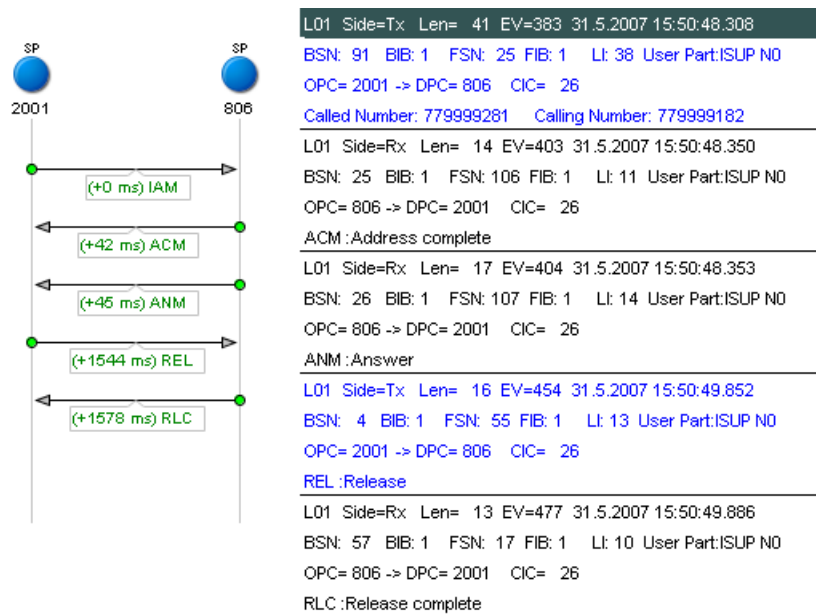 SP SP
2001 806
(+0 ms) IAM
(+42 ms) ACM
(+45 ms) ANM
(+1544 ms) REL
(+1578 ms) RLC
L01 Side=Tx Len= 41 EV=383 31.5.2007 15:50:48.308
BSN: 91 BIB: 1 FSN: 25 FIB: 1 LI: 38 User Part:ISUP N0
OPC= 2001 -> DPC= 806 CIC= 26
Called Number: 779999281 Calling Number: 779999182
L01 Side=Rx Len= 14 EV=403 31.5.2007 15:50:48.350
BSN: 25 BIB: 1 FSN: 106 FIB: 1 LI: 11 User Part:ISUP N0
OPC= 806 -> DPC= 2001 CIC= 26
ACM :Address complete
L01 Side=Rx Len= 17 EV=404 31.5.2007 15:50:48.353
BSN: 26 BIB: 1 FSN: 107 FIB: 1 LI: 14 User Part:ISUP N0
OPC= 806 -> DPC= 2001 CIC= 26
ANM :Answer
L01 Side=Tx Len= 16 EV=454 31.5.2007 15:50:49.852
BSN: 4 BIB: 1 FSN: 55 FIB: 1 LI: 13 User Part:ISUP N0
OPC= 2001 -> DPC= 806 CIC= 26
REL :Release
L01 Side=Rx Len= 13 EV=477 31.5.2007 15:50:49.886
BSN: 57 BIB: 1 FSN: 17 FIB: 1 LI: 10 User Part:ISUP N0
OPC= 806 -> DPC= 2001 CIC= 26
RLC :Release complete